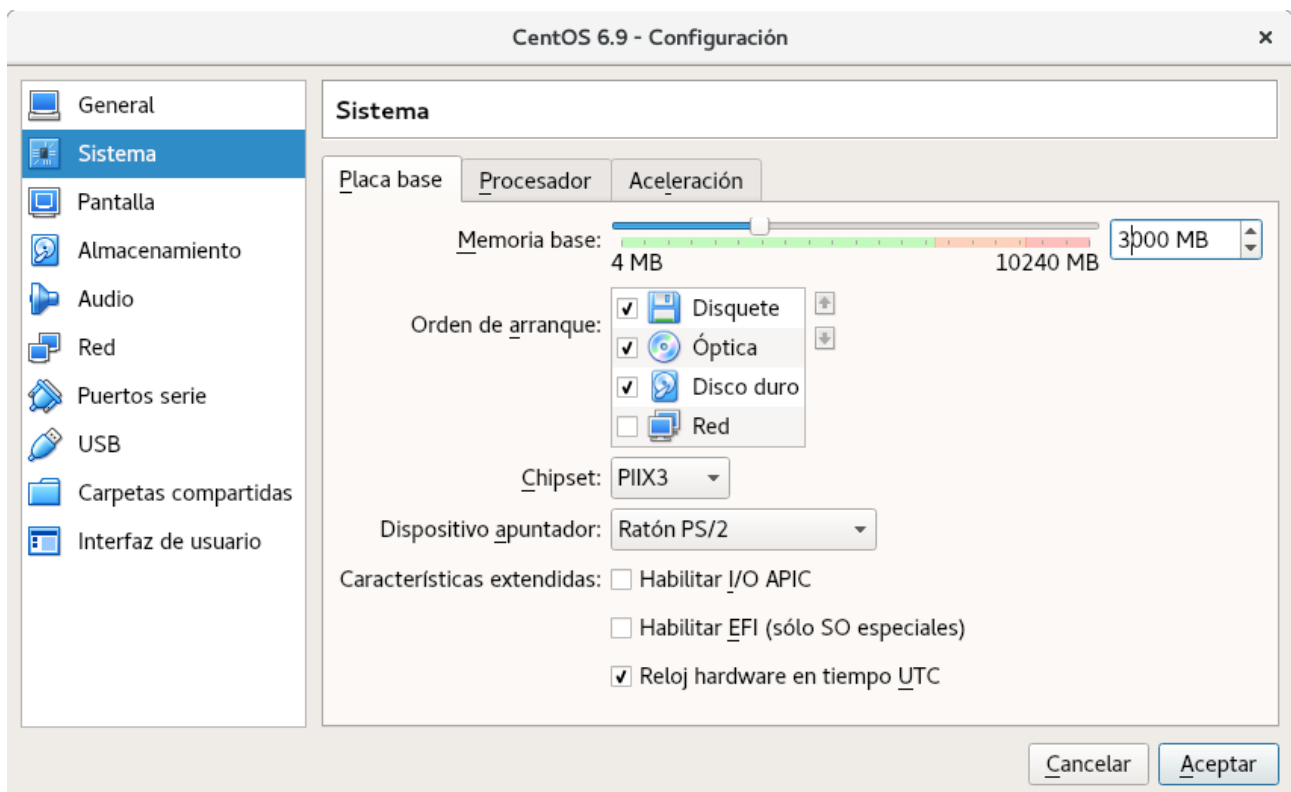 CentOS 6.9 - Configuración
General
Sistema
Pantalla
Almacenamiento
Audio
Red
Puertos serie
USB
Carpetas compartidas
Interfaz de usuario
Sistema
Placa base
Procesador
Aceleración
Memoria base:
3000 MB
4 MB
10240 MB
Orden de arranque:
Disquete
Óptica
Disco duro
Red
Chipset:
PIIX3
Dispositivo apuntador:
Ratón PS/2
Características extendidas:
Habilitar I/O APIC
Habilitar EFI (sólo SO especiales)
Reloj hardware en tiempo UTC
Cancelar
Aceptar